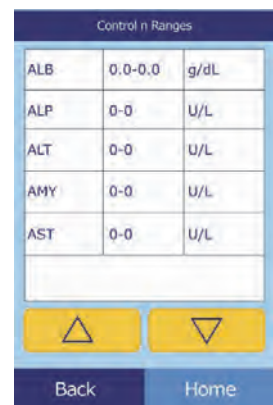 Control n Ranges
ALB 0.0-0.0 g/dL
ALP 0-0 U/L
ALT 0-0 U/L
AMY 0-0 U/L
AST 0-0 U/L
Back Home